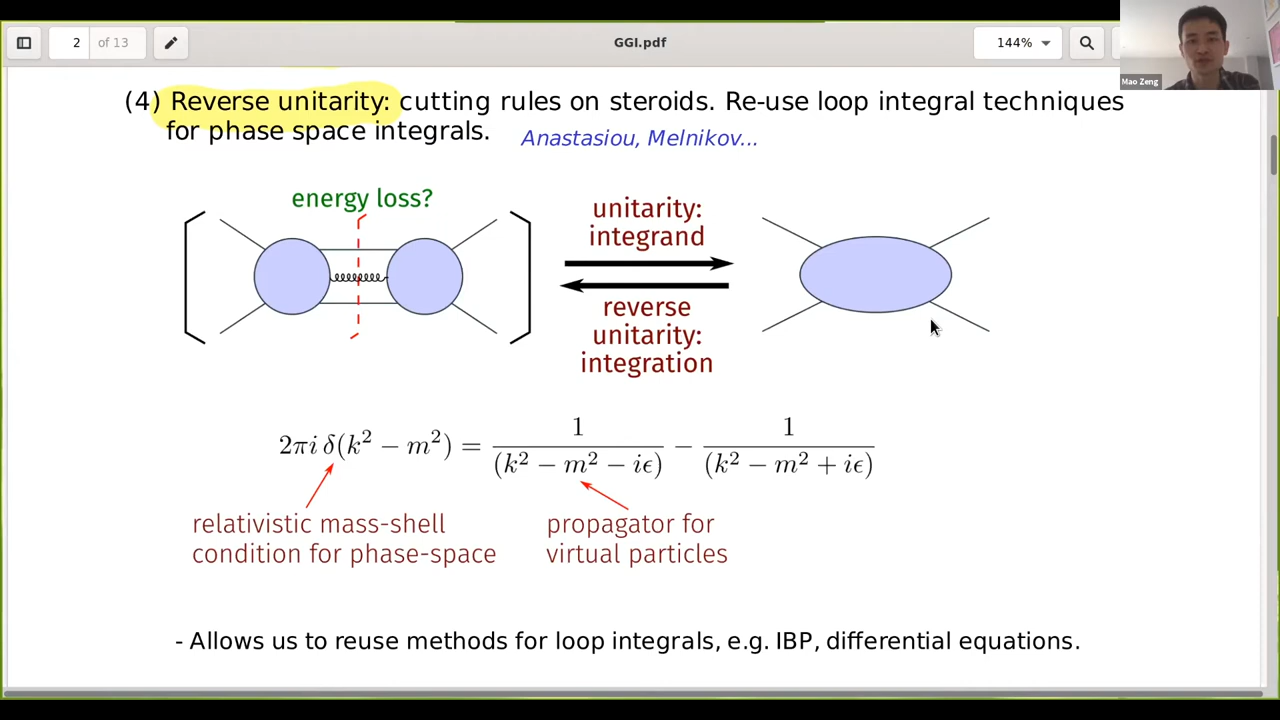 2 of 13
GGI.pdf
144%
Mao Zeng
(4) Reverse unitarity: cutting rules on steroids. Re-use loop integral techniques
for phase space integrals. Anastasiou, Melnikov...
energy loss?
unitarity:
integrand
reverse
unitarity:
integration
2πi δ(k² − m²) = 1/(k² − m² − iϵ) − 1/(k² − m² + iϵ)
relativistic mass-shell
condition for phase-space
propagator for
virtual particles
- Allows us to reuse methods for loop integrals, e.g. IBP, differential equations.